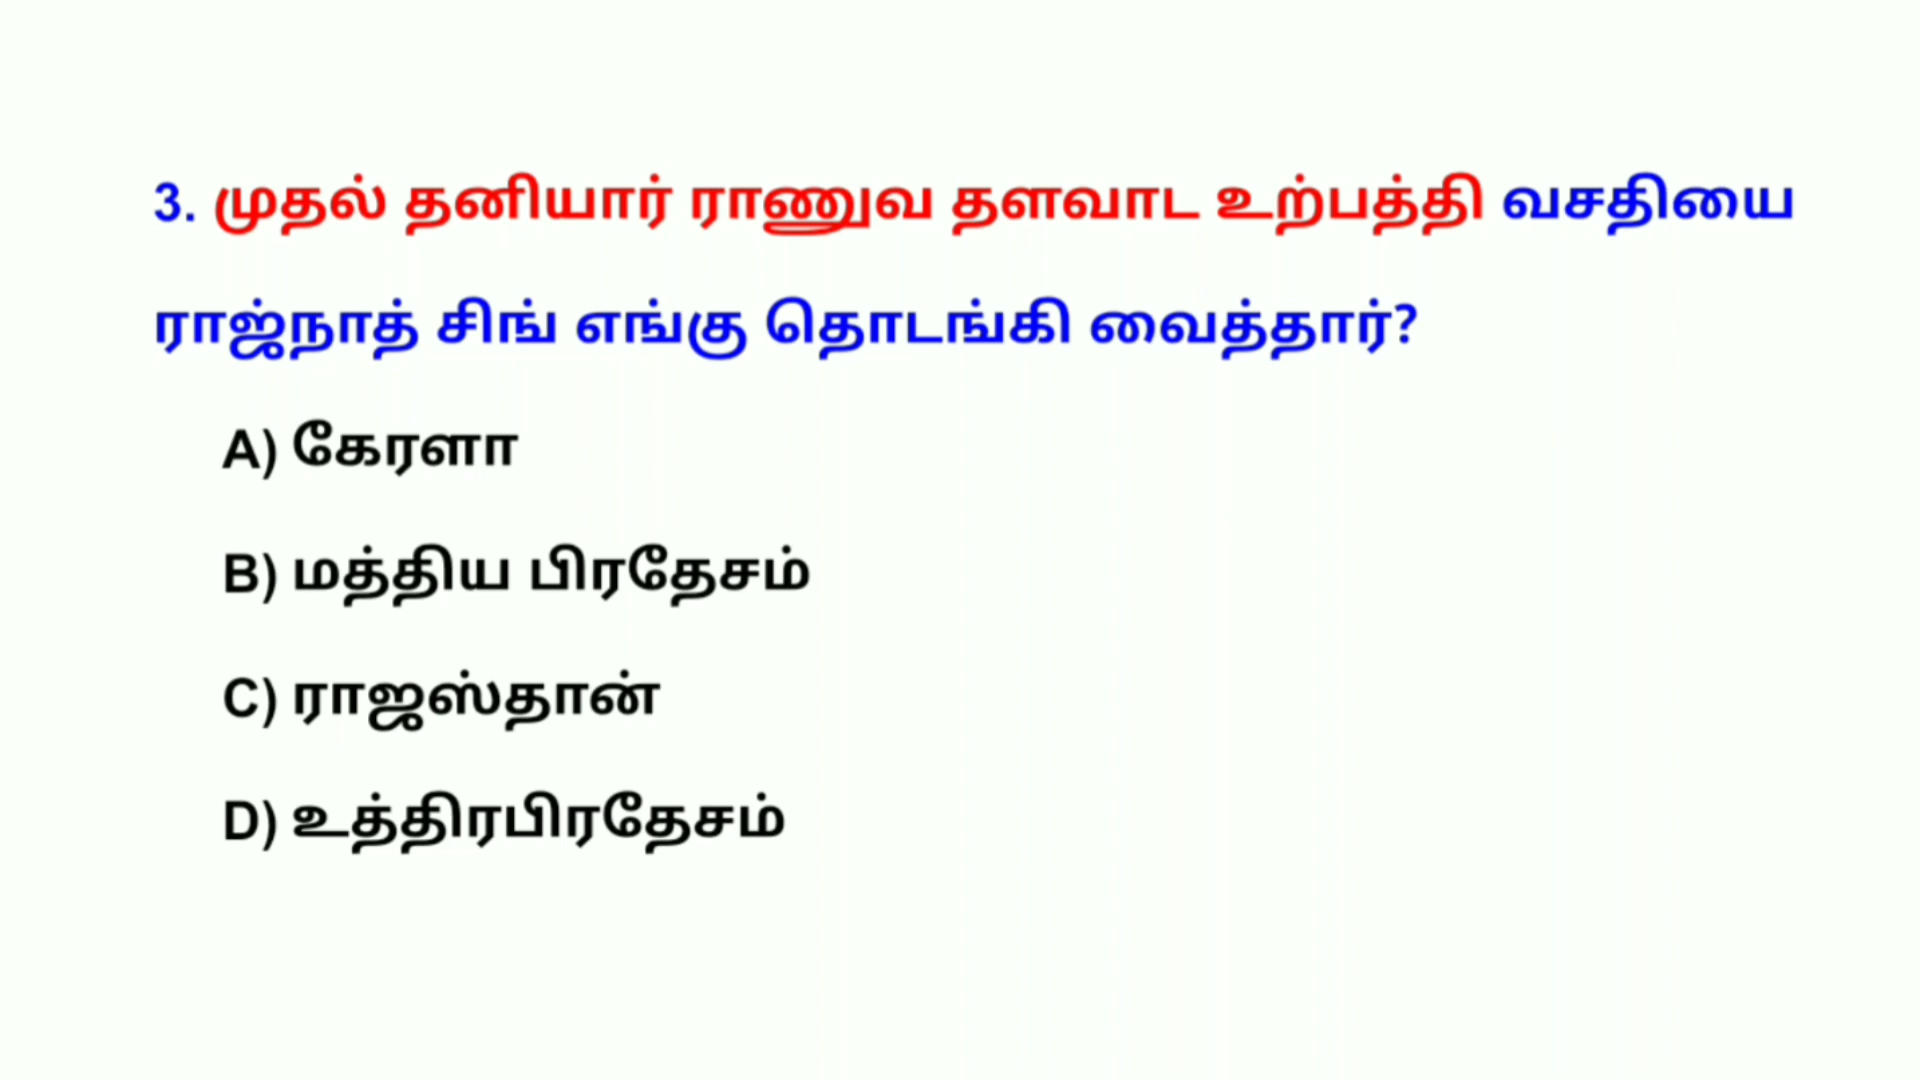 3. முதல் தனியார் ராணுவ தளவாட உற்பத்தி வசதியை
ராஜ்நாத் சிங் எங்கு தொடங்கி வைத்தார்?
A) கேரளா
B) மத்திய பிரதேசம்
C) ராஜஸ்தான்
D) உத்திரபிரதேசம்